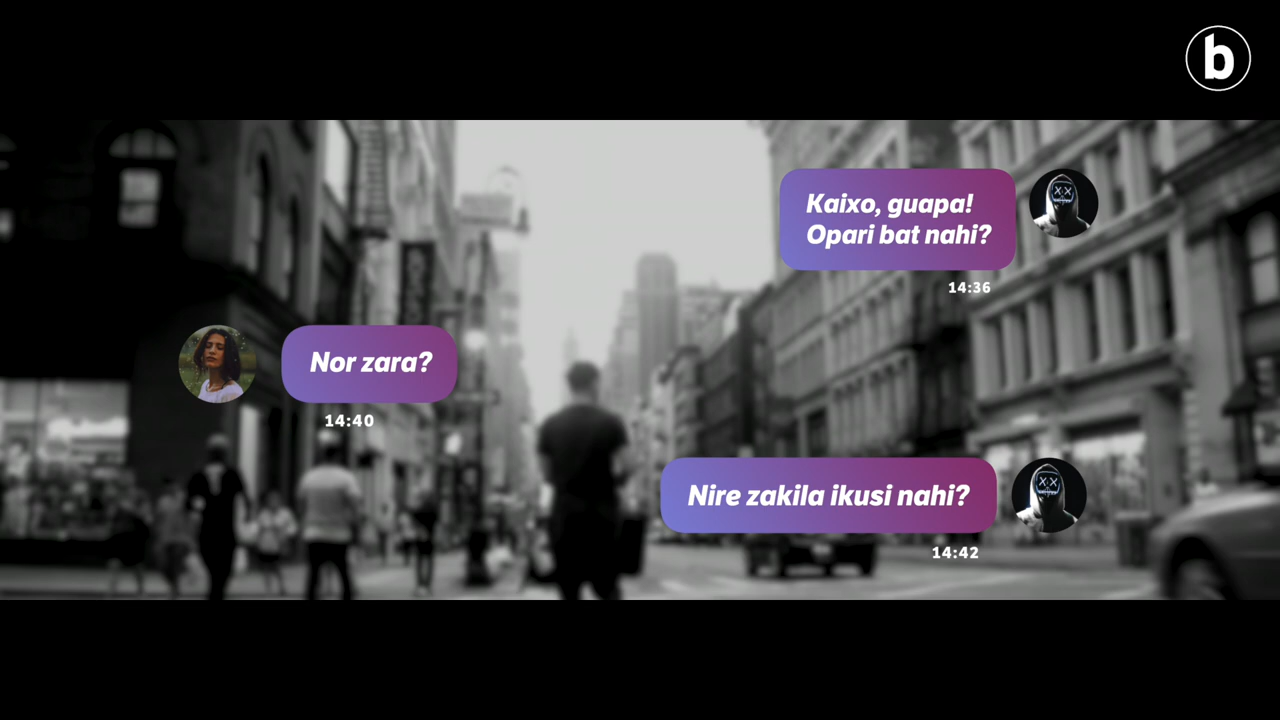 b
Kaixo, guapa!
Opari bat nahi?
14:36
Nor zara?
14:40
Nire zakila ikusi nahi?
14:42